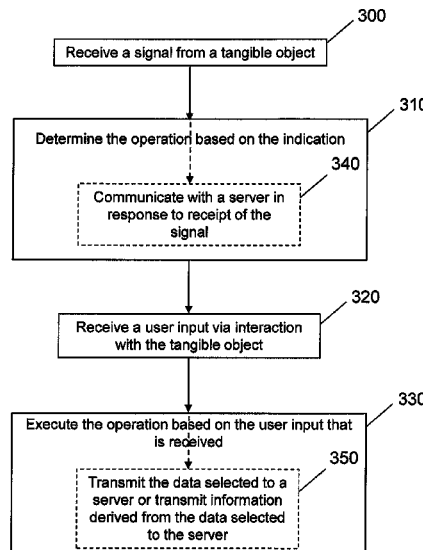 300
Receive a signal from a tangible object
310
Determine the operation based on the indication
340
Communicate with a server in
response to receipt of the
signal
320
Receive a user input via interaction
with the tangible object
330
Execute the operation based on the user input that
is received
350
Transmit the data selected to a
server or transmit information
derived from the data selected
to the server